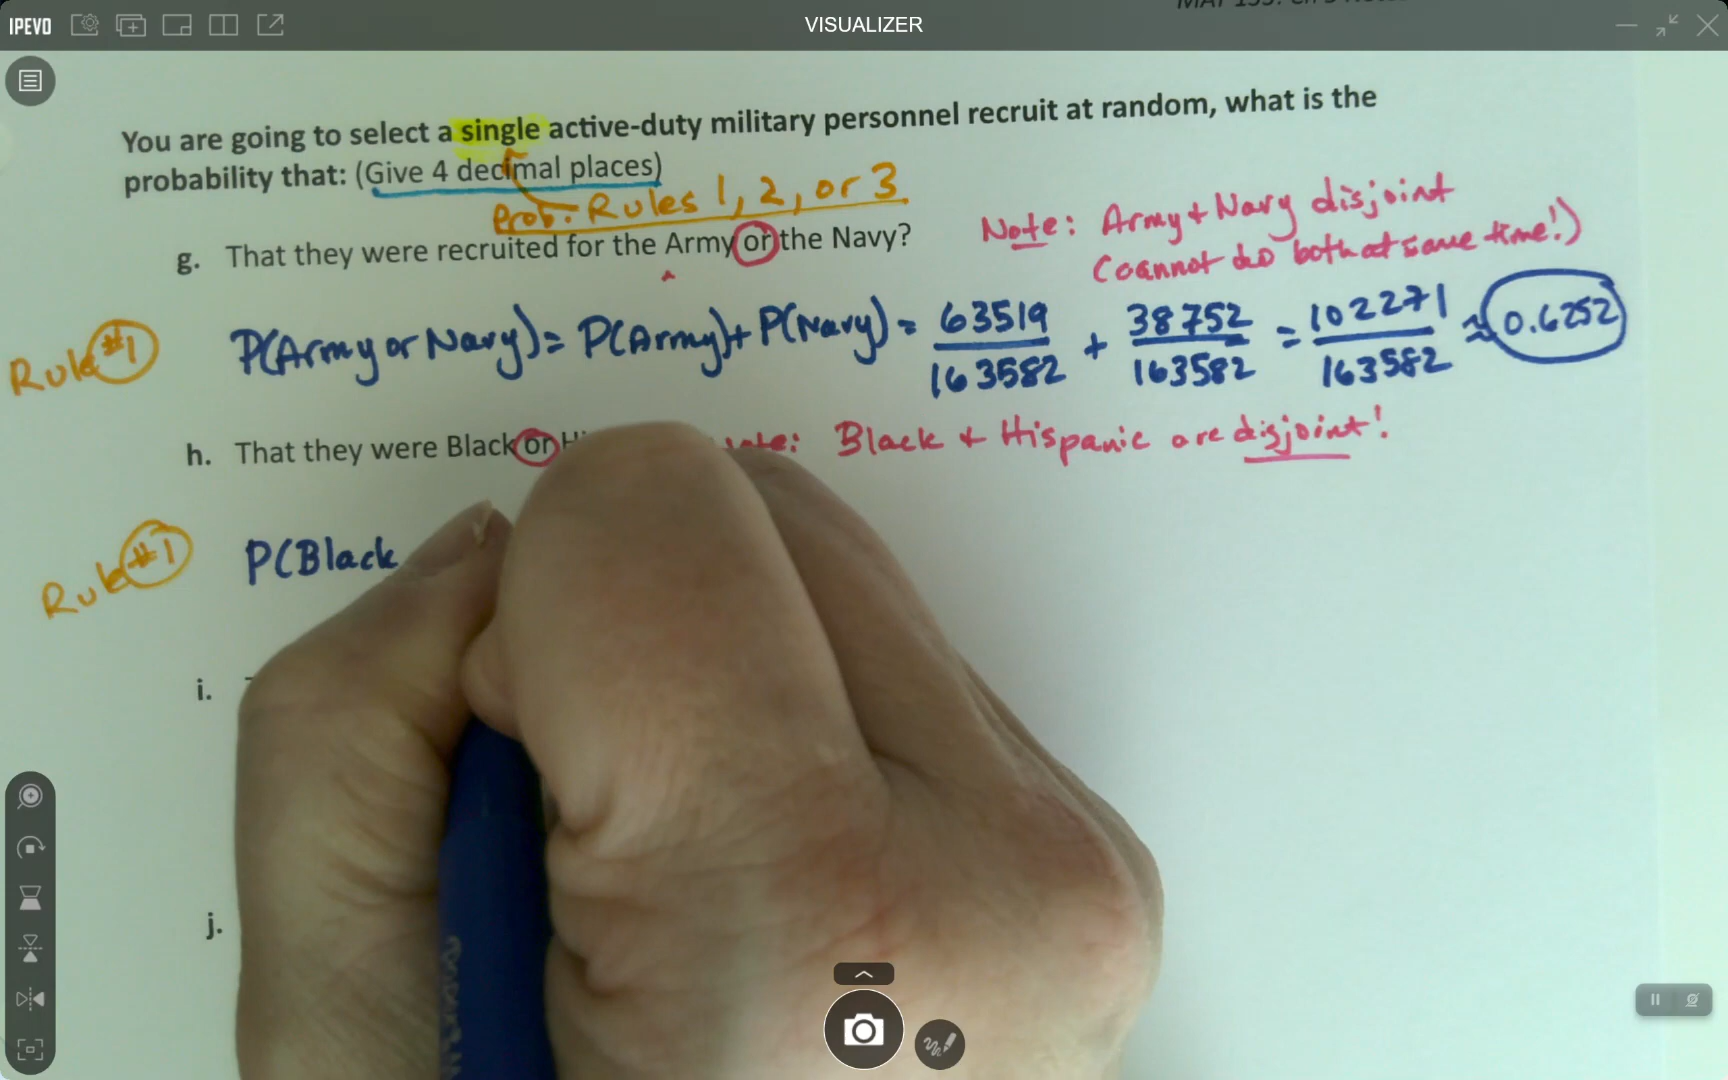 IPEVO
VISUALIZER
You are going to select a single active-duty military personnel recruit at random, what is the
probability that: (Give 4 decimal places)
Prob. Rules 1, 2, or 3
g. That they were recruited for the Army or the Navy?
Note: Army + Navy disjoint
(cannot do both at same time!)
Rule #1
P(Army or Navy) = P(Army) + P(Navy) = 63519/163582 + 38752/163582 = 102271/163582 ≈ 0.6252
h. That they were Black or
Black + Hispanic are disjoint!
Rule #1
P(Black
i.
j.